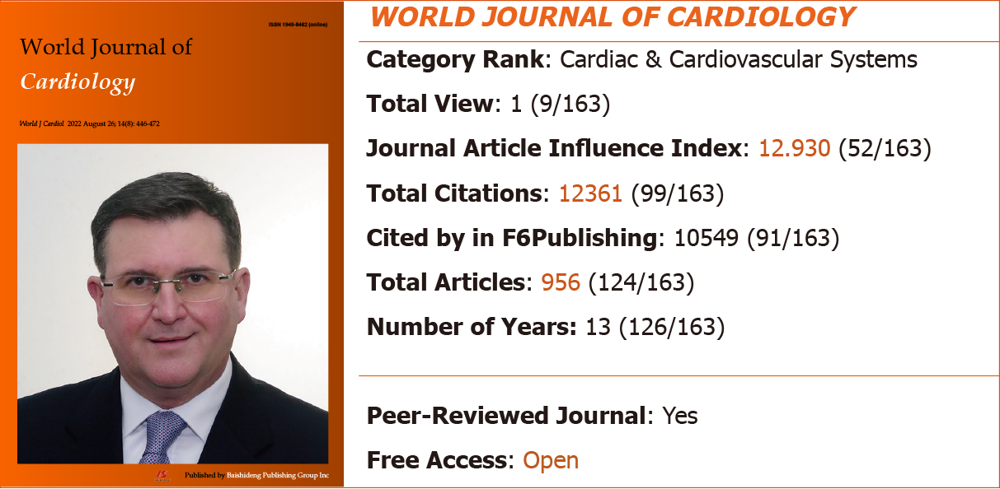 ISSN 1949-8462 (online)
World Journal of
Cardiology
World J Cardiol 2022 August 26; 14(8): 446-472
Published by Baishideng Publishing Group Inc
WORLD JOURNAL OF CARDIOLOGY
Category Rank: Cardiac & Cardiovascular Systems
Total View: 1 (9/163)
Journal Article Influence Index: 12.930 (52/163)
Total Citations: 12361 (99/163)
Cited by in F6Publishing: 10549 (91/163)
Total Articles: 956 (124/163)
Number of Years: 13 (126/163)
Peer-Reviewed Journal: Yes
Free Access: Open